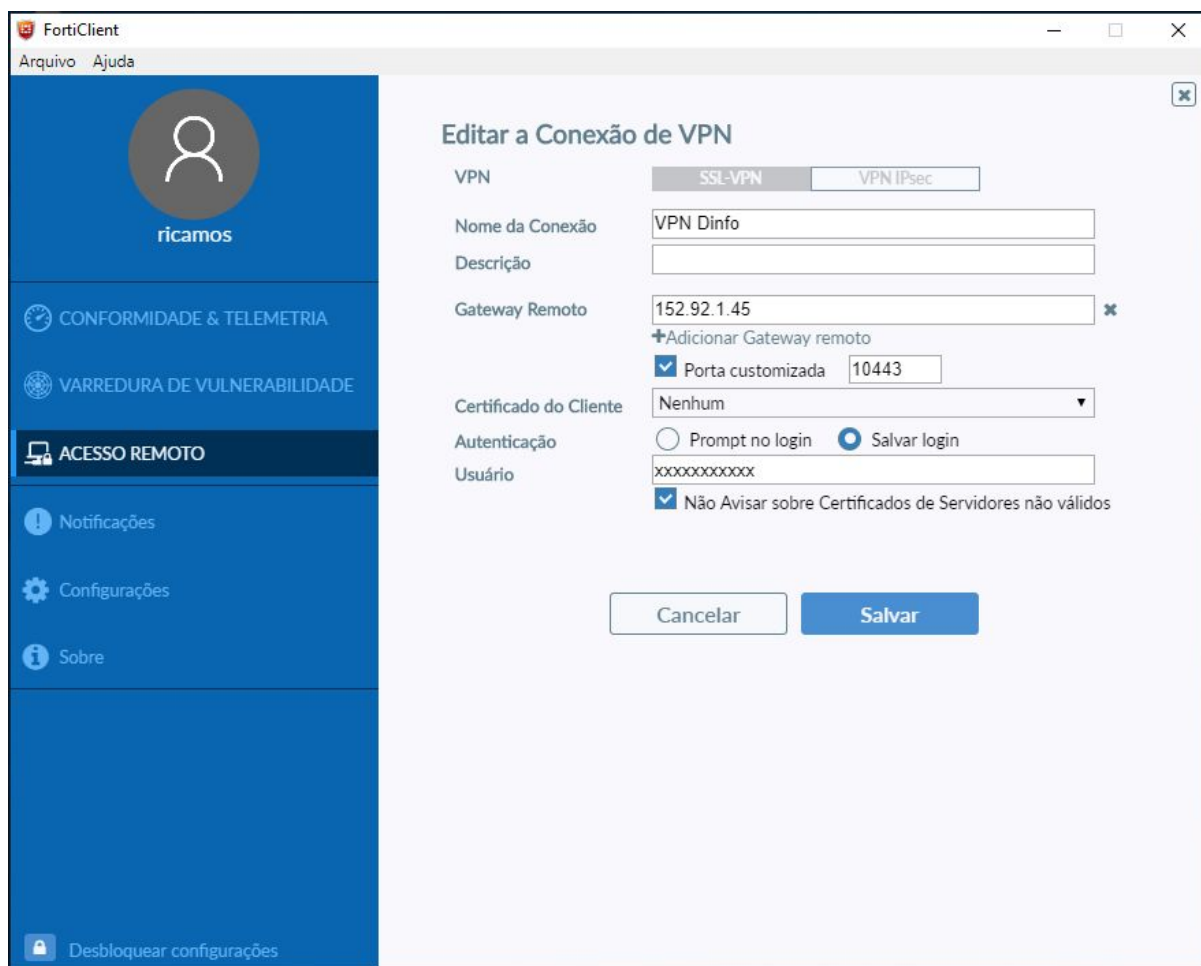 FortiClient
Arquivo Ajuda
ricamos
CONFORMIDADE & TELEMETRIA
VARREDURA DE VULNERABILIDADE
ACESSO REMOTO
Notificações
Configurações
Sobre
Desbloquear configurações
Editar a Conexão de VPN
VPN SSL-VPN VPN IPsec
Nome da Conexão VPN Dinfo
Descrição
Gateway Remoto 152.92.1.45
+Adicionar Gateway remoto
Porta customizada 10443
Certificado do Cliente Nenhum
Autenticação Prompt no login Salvar login
Usuário xxxxxxxxxxx
Não Avisar sobre Certificados de Servidores não válidos
Cancelar Salvar